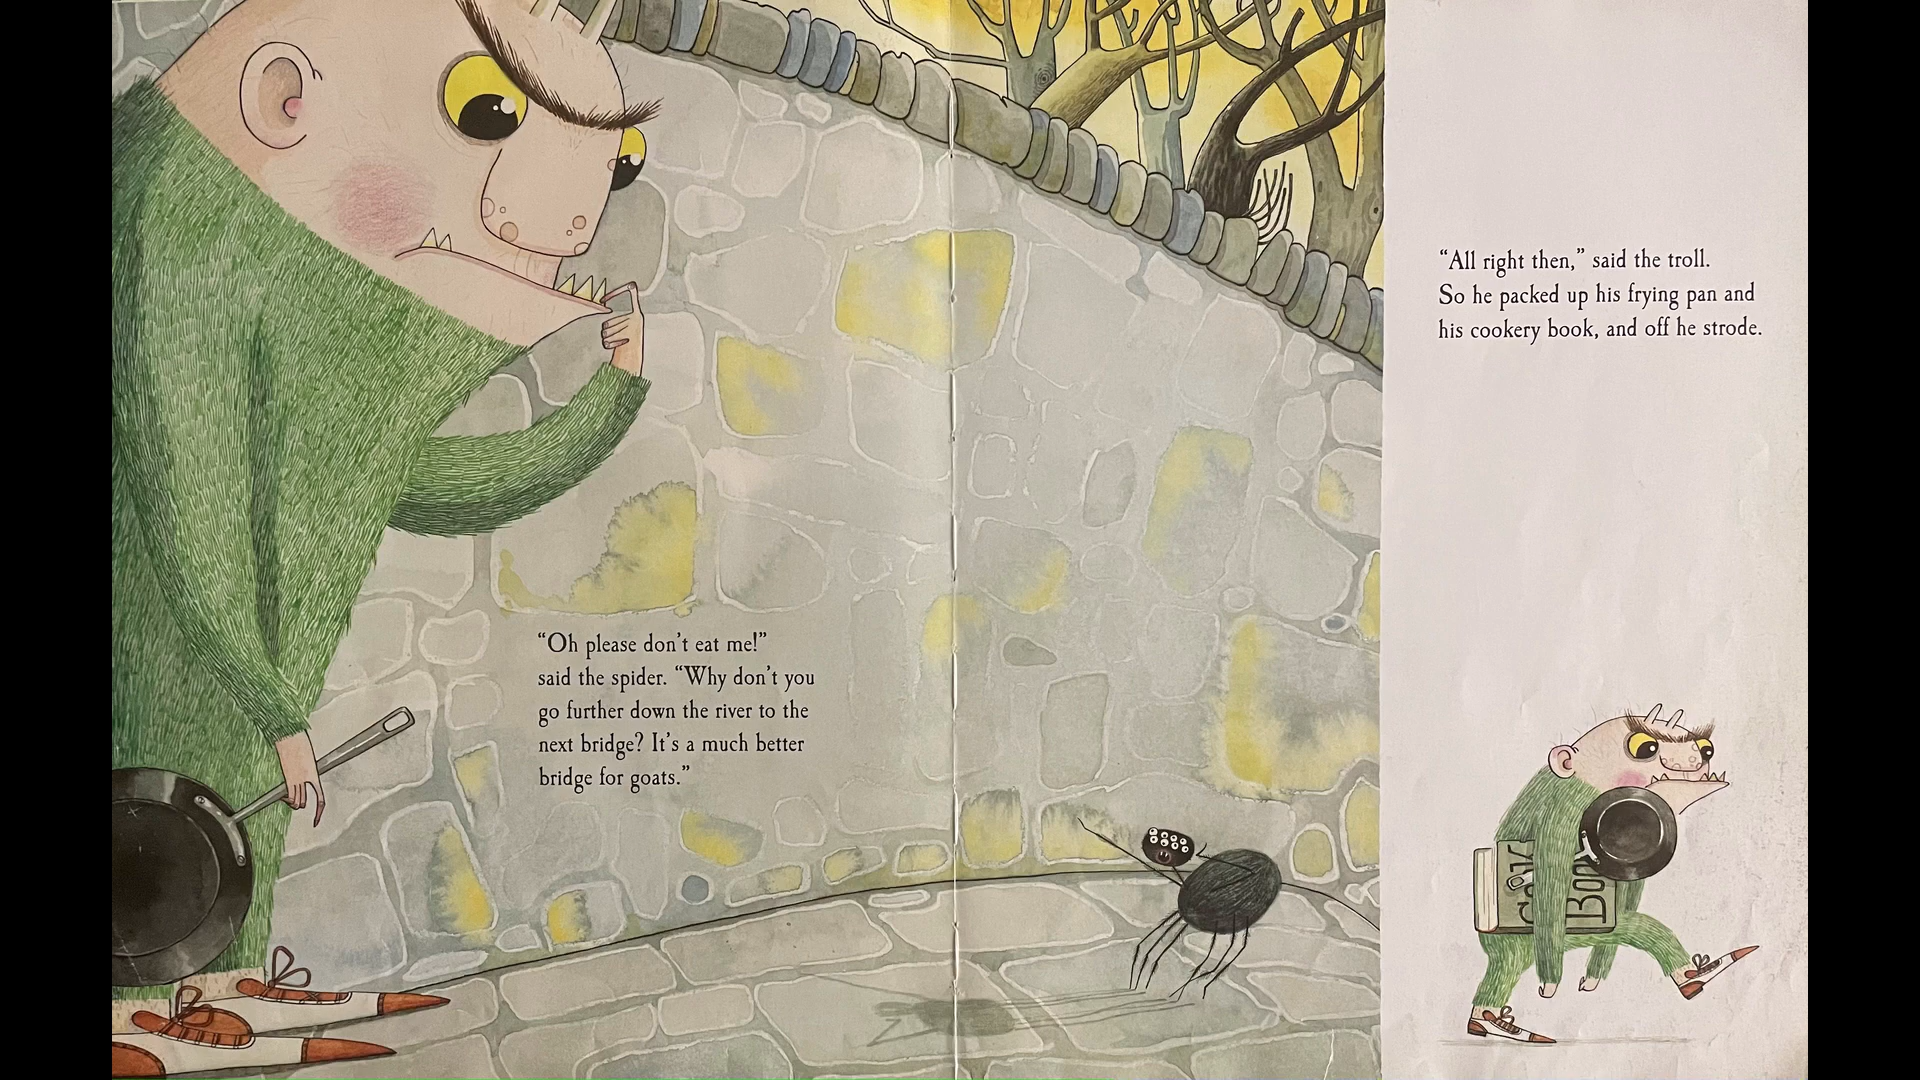 “Oh please don’t eat me!”
said the spider. “Why don’t you
go further down the river to the
next bridge? It’s a much better
bridge for goats.”
“All right then,” said the troll.
So he packed up his frying pan and
his cookery book, and off he strode.
Book